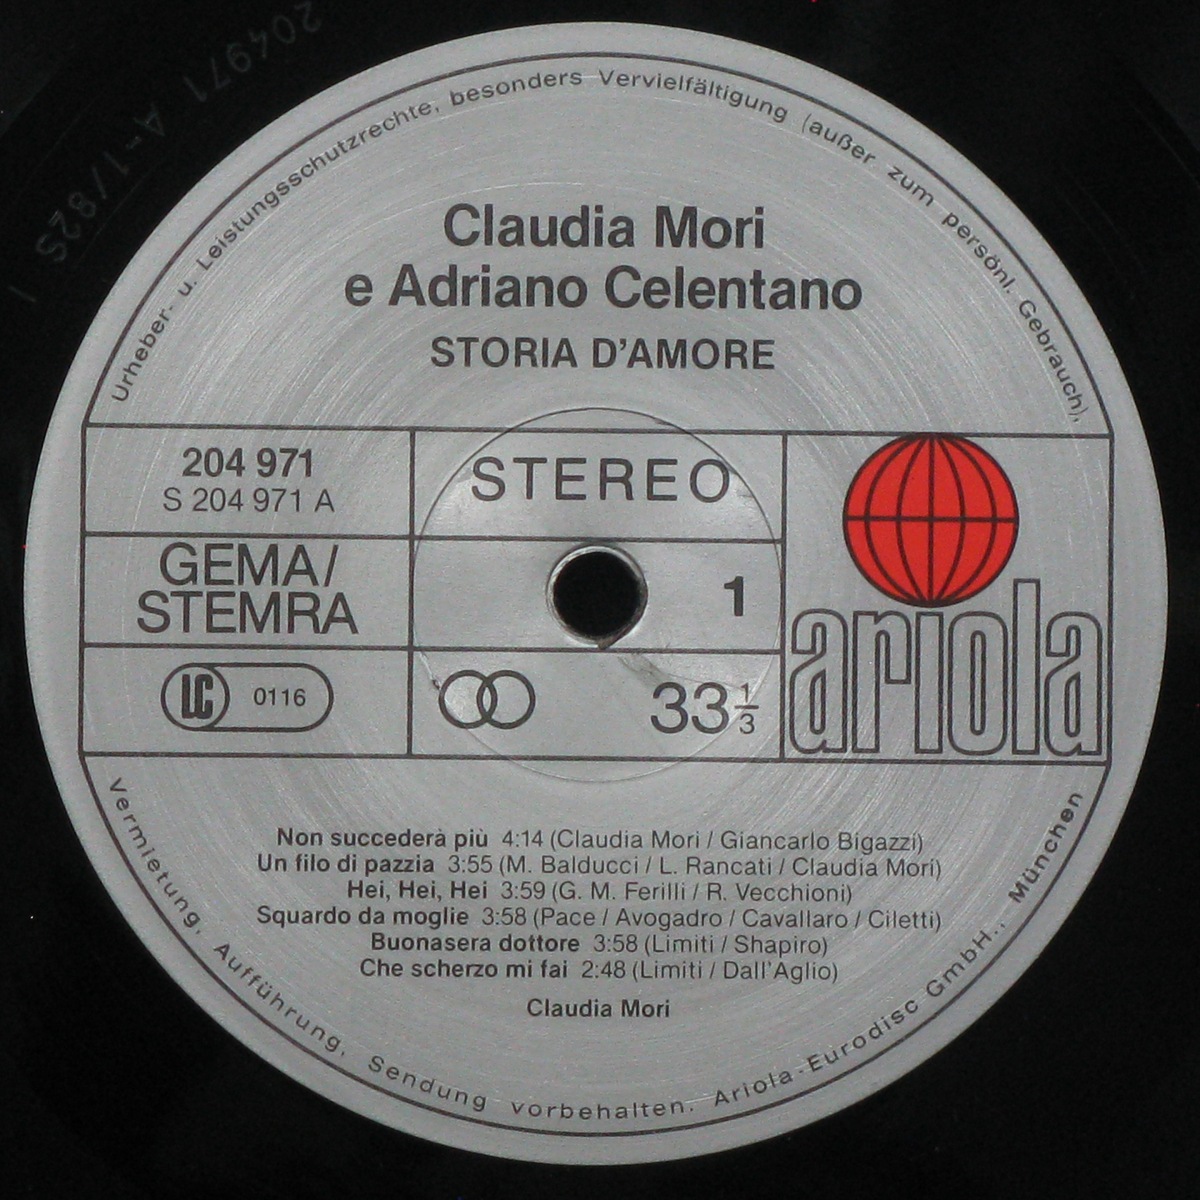 204971 A-1/82S
Urheber- u. Leistungsschutzrechte, besonders Vervielfältigung (außer zum persönl. Gebrauch),
Claudia Mori
e Adriano Celentano
STORIA D'AMORE
204 971
S 204 971 A
STEREO
GEMA/
STEMRA
1
ariola
LC 0116
33 1/3
Non succederà più 4:14 (Claudia Mori / Giancarlo Bigazzi)
Un filo di pazzia 3:55 (M. Balducci / L. Rancati / Claudia Mori)
Hei, Hei, Hei 3:59 (G. M. Ferilli / R. Vecchioni)
Squardo da moglie 3:58 (Pace / Avogadro / Cavallaro / Ciletti)
Buonasera dottore 3:58 (Limiti / Shapiro)
Che scherzo mi fai 2:48 (Limiti / Dall'Aglio)
Claudia Mori
Vermietung, Aufführung, Sendung vorbehalten. Ariola-Eurodisc GmbH., München